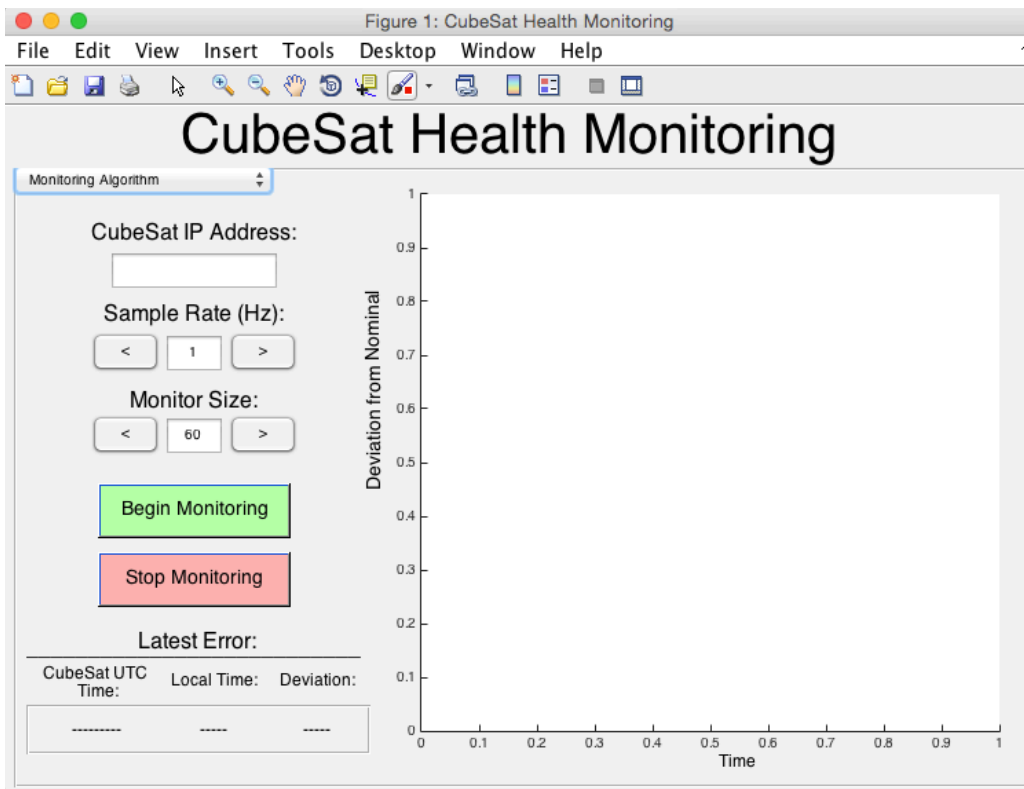 Figure 1: CubeSat Health Monitoring
File Edit View Insert Tools Desktop Window Help
CubeSat Health Monitoring
Monitoring Algorithm
CubeSat IP Address:
Sample Rate (Hz):
< 1 >
Monitor Size:
< 60 >
Begin Monitoring
Stop Monitoring
Latest Error:
CubeSat UTC
Time:
Local Time:
Deviation:
--------- ----- -----
Deviation from Nominal
1
0.9
0.8
0.7
0.6
0.5
0.4
0.3
0.2
0.1
0
0 0.1 0.2 0.3 0.4 0.5 0.6 0.7 0.8 0.9 1
Time